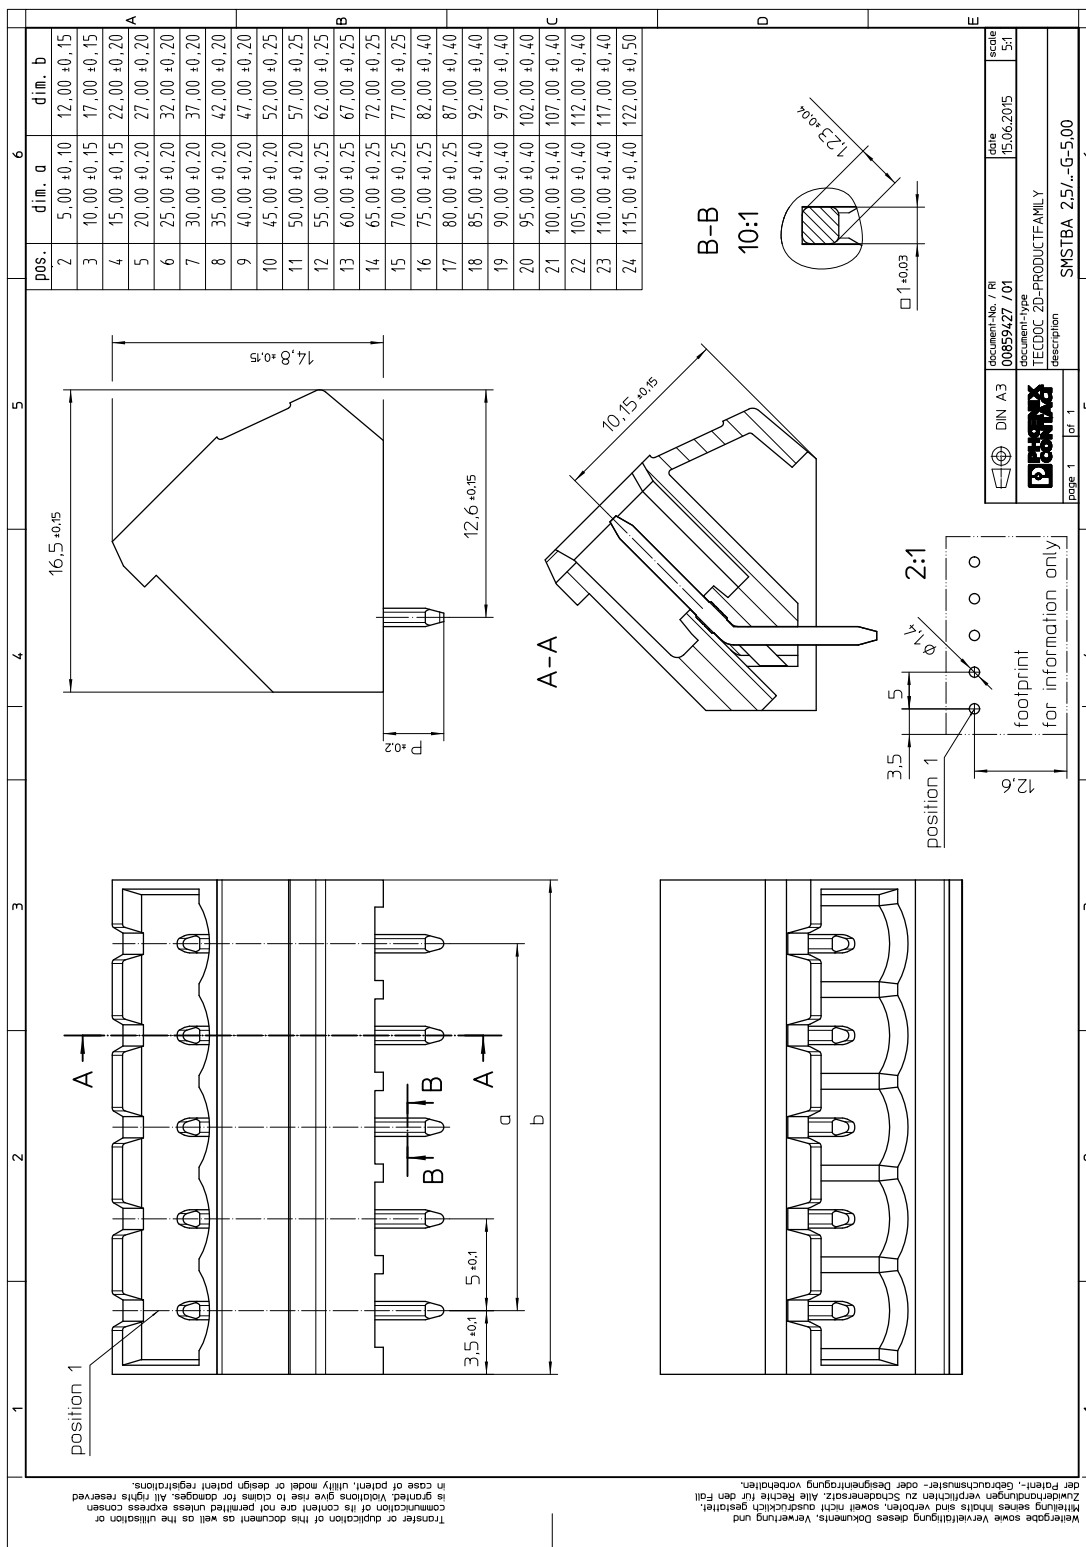 1
2
3
4
5
6
A
B
C
D
E
pos. dim. a dim. b
2 5,00 ±0,10 12,00 ±0,15
3 10,00 ±0,15 17,00 ±0,15
4 15,00 ±0,15 22,00 ±0,20
5 20,00 ±0,20 27,00 ±0,20
6 25,00 ±0,20 32,00 ±0,20
7 30,00 ±0,20 37,00 ±0,20
8 35,00 ±0,20 42,00 ±0,20
9 40,00 ±0,20 47,00 ±0,20
10 45,00 ±0,20 52,00 ±0,25
11 50,00 ±0,20 57,00 ±0,25
12 55,00 ±0,25 62,00 ±0,25
13 60,00 ±0,25 67,00 ±0,25
14 65,00 ±0,25 72,00 ±0,25
15 70,00 ±0,25 77,00 ±0,25
16 75,00 ±0,25 82,00 ±0,40
17 80,00 ±0,25 87,00 ±0,40
18 85,00 ±0,40 92,00 ±0,40
19 90,00 ±0,40 97,00 ±0,40
20 95,00 ±0,40 102,00 ±0,40
21 100,00 ±0,40 107,00 ±0,40
22 105,00 ±0,40 112,00 ±0,40
23 110,00 ±0,40 117,00 ±0,40
24 115,00 ±0,40 122,00 ±0,50
position 1
A
A
B
B
3,5 ±0,1
5 ±0,1
a
b
16,5 ±0,15
14,8 ±0,15
12,6 ±0,15
P ±0,2
A-A
10,15 ±0,15
B-B
10:1
1,23 ±0,04
□ 1 ±0,03
2:1
position 1
3,5
5
ø1,4
12,6
footprint
for information only
DIN A3
PHOENIX
CONTACT
page 1 of 1
document-No. / RI
00859427 / 01
date
15.06.2015
scale
5:1
document-type
TECDOC 2D-PRODUCTFAMILY
description
SMSTBA 2,5/..-G-5,00
Transfer or duplication of this document as well as the utilisation or
communication of its content are not permitted unless express consen
is granted. Violations give rise to claims for damages. All rights reserved
in case of patent, utility model or design patent registrations.
Weitergabe sowie Vervielfältigung dieses Dokuments, Verwertung und
Mitteilung seines Inhalts sind verboten, soweit nicht ausdrücklich gestattet.
Zuwiderhandlungen verpflichten zu Schadenersatz. Alle Rechte für den Fall
der Patent-, Gebrauchsmuster- oder Designeintragung vorbehalten.